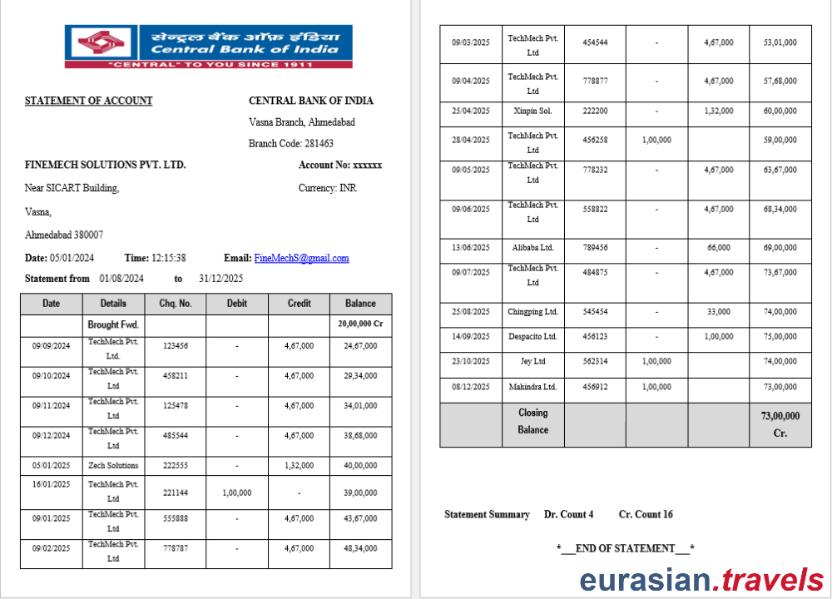 सेन्ट्रल बैंक ऑफ़ इंडिया
Central Bank of India
"CENTRAL" TO YOU SINCE 1911
STATEMENT OF ACCOUNT CENTRAL BANK OF INDIA
Vasna Branch, Ahmedabad
Branch Code: 281463
FINEMECH SOLUTIONS PVT. LTD. Account No: xxxxxx
Near SICART Building, Currency: INR
Vasna,
Ahmedabad 380007
Date: 05/01/2024 Time: 12:15:38 Email: FineMechS@gmail.com
Statement from 01/08/2024 to 31/12/2025
Date Details Chq. No. Debit Credit Balance
Brought Fwd. 20,00,000 Cr
09/09/2024 TechMech Pvt. Ltd. 123456 - 4,67,000 24,67,000
09/10/2024 TechMech Pvt. Ltd 458211 - 4,67,000 29,34,000
09/11/2024 TechMech Pvt. Ltd 125478 - 4,67,000 34,01,000
09/12/2024 TechMech Pvt. Ltd 485544 - 4,67,000 38,68,000
05/01/2025 Zech Solutions 222555 - 1,32,000 40,00,000
16/01/2025 TechMech Pvt. Ltd 221144 1,00,000 - 39,00,000
09/01/2025 TechMech Pvt. Ltd 555888 - 4,67,000 43,67,000
09/02/2025 TechMech Pvt. Ltd 778787 - 4,67,000 48,34,000
09/03/2025 TechMech Pvt. Ltd 454544 - 4,67,000 53,01,000
09/04/2025 TechMech Pvt. Ltd 778877 - 4,67,000 57,68,000
25/04/2025 Xinpin Sol. 222200 - 1,32,000 60,00,000
28/04/2025 TechMech Pvt. Ltd 456258 1,00,000 59,00,000
09/05/2025 TechMech Pvt. Ltd 778232 - 4,67,000 63,67,000
09/06/2025 TechMech Pvt. Ltd 558822 - 4,67,000 68,34,000
13/06/2025 Alibaba Ltd. 789456 - 66,000 69,00,000
09/07/2025 TechMech Pvt. Ltd 484875 - 4,67,000 73,67,000
25/08/2025 Chingping Ltd. 545454 - 33,000 74,00,000
14/09/2025 Despacito Ltd. 456123 - 1,00,000 75,00,000
23/10/2025 Jey Ltd 562314 1,00,000 74,00,000
08/12/2025 Mahindra Ltd. 456912 1,00,000 73,00,000
Closing Balance 73,00,000 Cr.
Statement Summary Dr. Count 4 Cr. Count 16
*___END OF STATEMENT___*
eurasian.travels